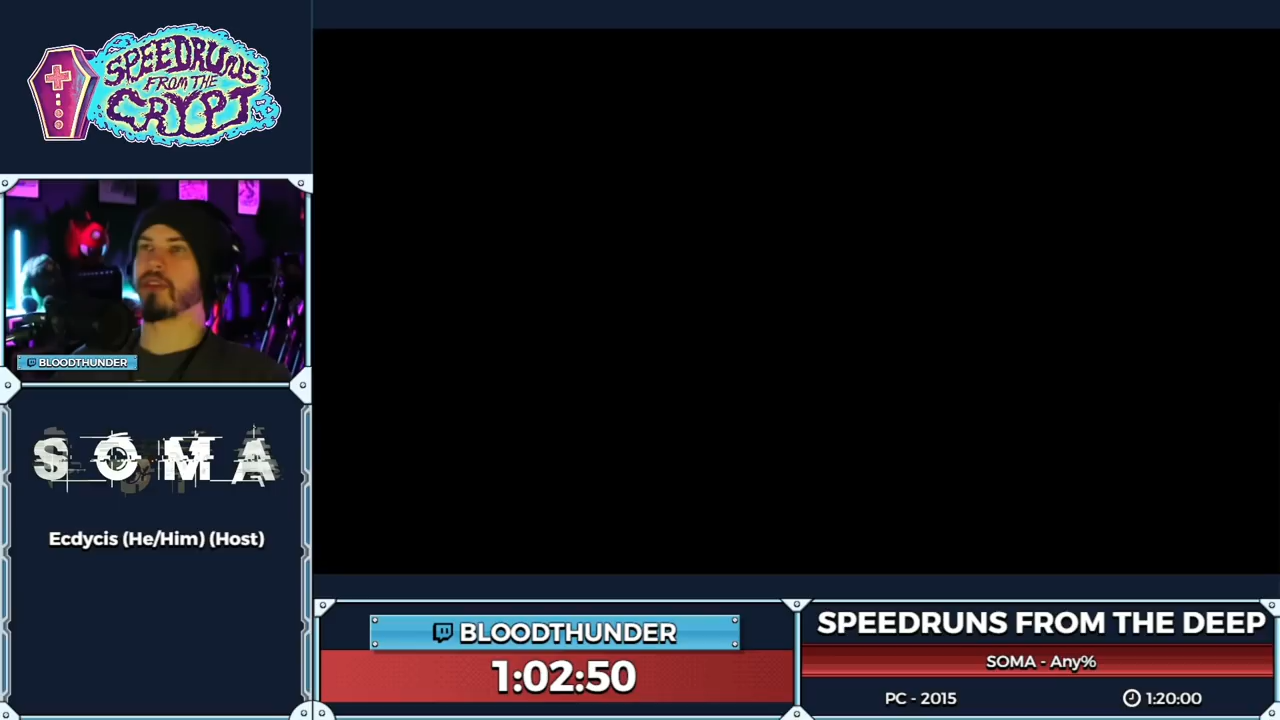 SPEEDRUNS
FROM THE
CRYPT
BLOODTHUNDER
SOMA
Ecdycis (He/Him) (Host)
BLOODTHUNDER
1:02:50
SPEEDRUNS FROM THE DEEP
SOMA - Any%
PC - 2015
1:20:00